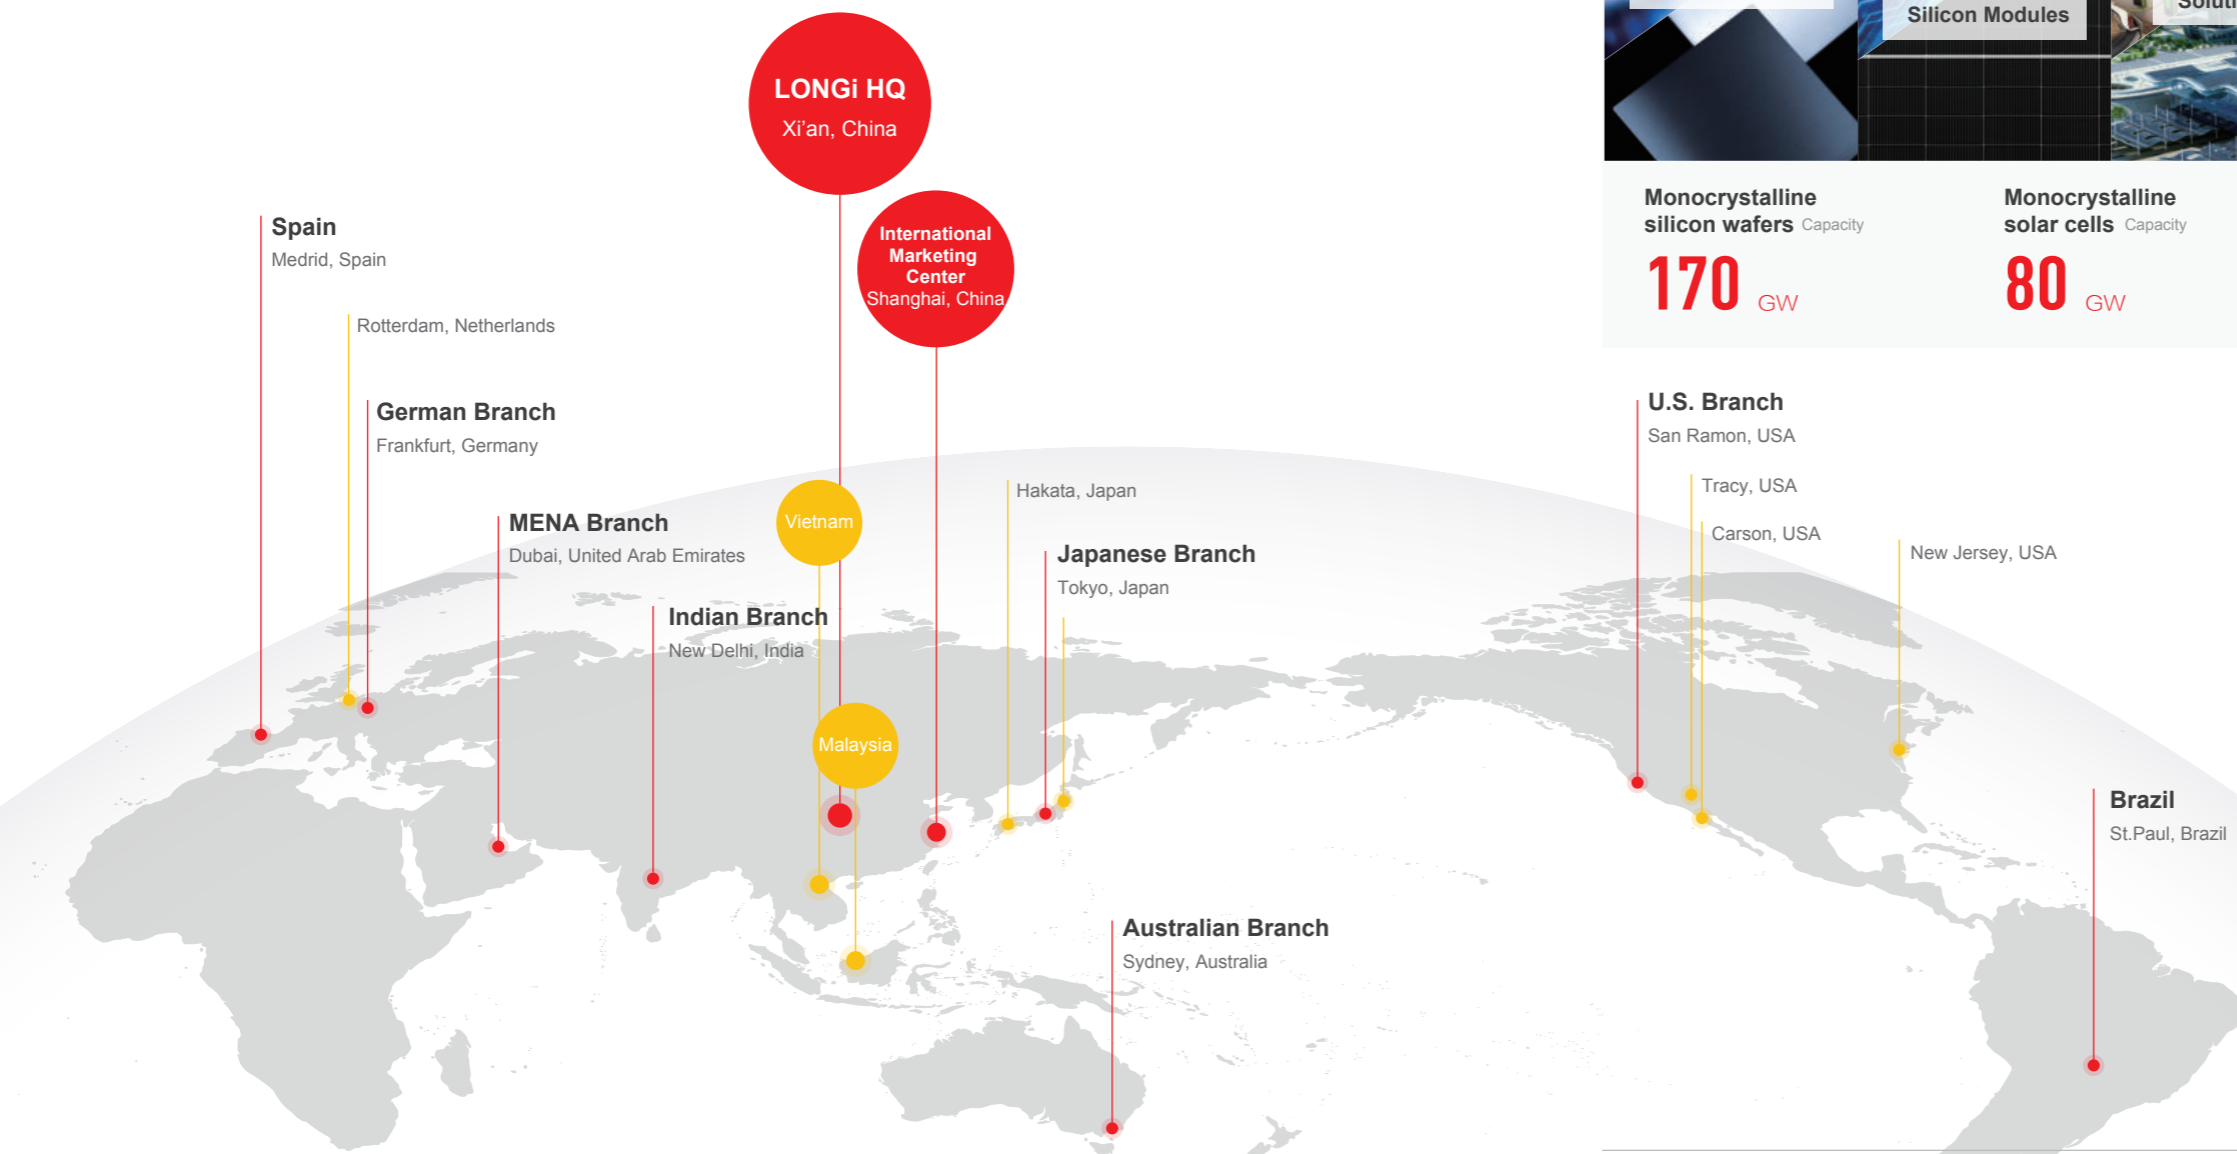 LONGi HQ
Xi'an, China
International
Marketing
Center
Shanghai, China
Spain
Medrid, Spain
Rotterdam, Netherlands
German Branch
Frankfurt, Germany
MENA Branch
Dubai, United Arab Emirates
Indian Branch
New Delhi, India
Vietnam
Malaysia
Hakata, Japan
Japanese Branch
Tokyo, Japan
Australian Branch
Sydney, Australia
Silicon Modules
Monocrystalline
silicon wafers Capacity
170 GW
Monocrystalline
solar cells Capacity
80 GW
U.S. Branch
San Ramon, USA
Tracy, USA
Carson, USA
New Jersey, USA
Brazil
St.Paul, Brazil